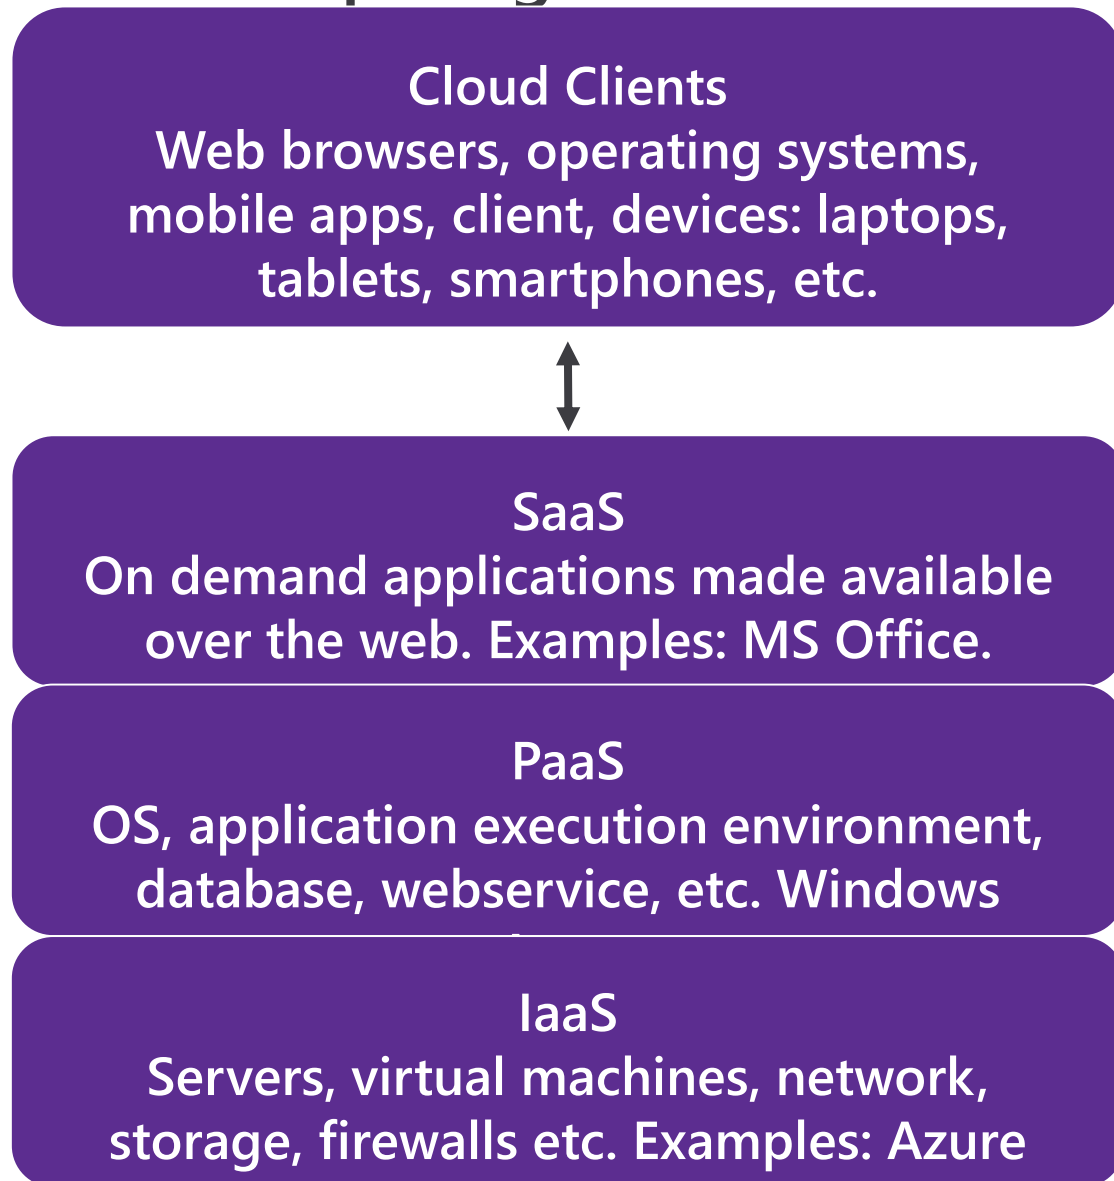 Cloud Clients
Web browsers, operating systems,
mobile apps, client, devices: laptops,
tablets, smartphones, etc.
SaaS
On demand applications made available
over the web. Examples: MS Office.
PaaS
OS, application execution environment,
database, webservice, etc. Windows
IaaS
Servers, virtual machines, network,
storage, firewalls etc. Examples: Azure